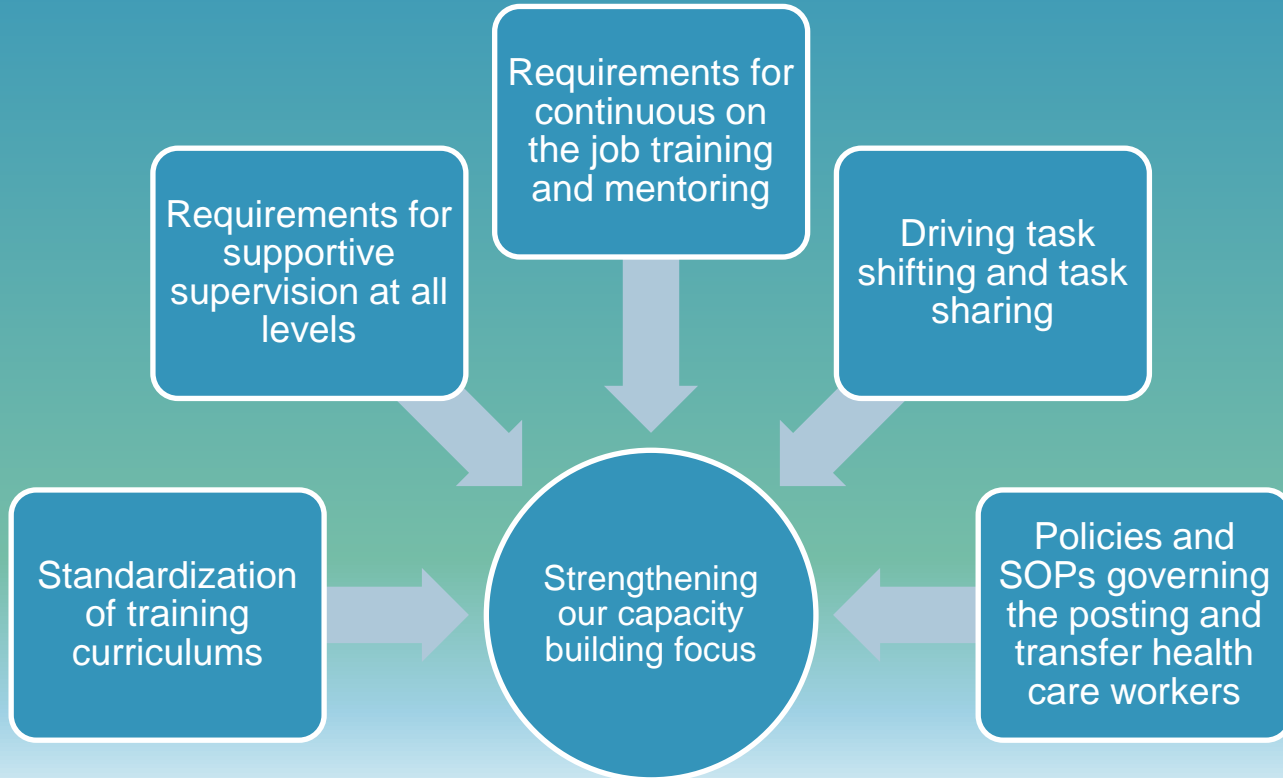 Requirements for
continuous on
the job training
and mentoring
Requirements for
supportive
supervision at all
levels
Driving task
shifting and task
sharing
Standardization
of training
curriculums
Strengthening
our capacity
building focus
Policies and
SOPs governing
the posting and
transfer health
care workers